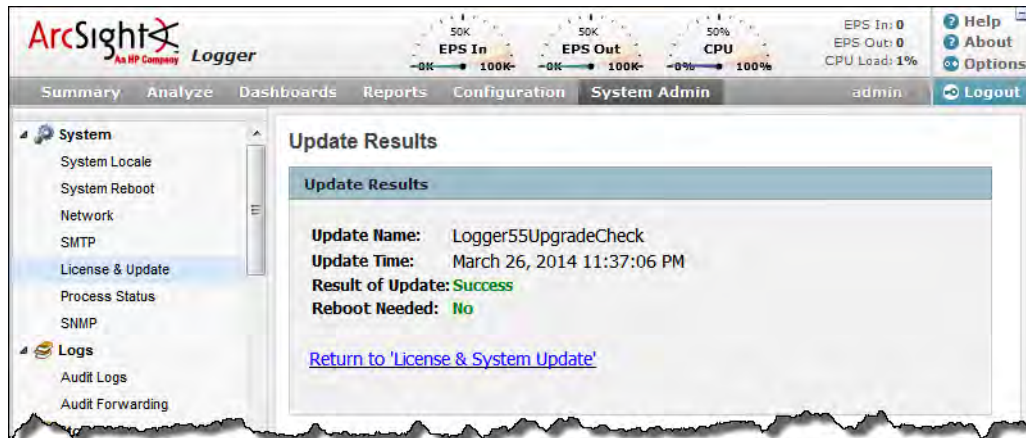 ArcSight
An HP Company
Logger
50K
EPS In
-0K 100K-
50K
EPS Out
-0K 100K-
50%
CPU
-0% 100%
EPS In: 0
EPS Out: 0
CPU Load: 1%
Help
About
Options
Summary Analyze Dashboards Reports Configuration System Admin admin Logout
System
System Locale
System Reboot
Network
SMTP
License & Update
Process Status
SNMP
Logs
Audit Logs
Audit Forwarding
Update Results
Update Results
Update Name: Logger55UpgradeCheck
Update Time: March 26, 2014 11:37:06 PM
Result of Update: Success
Reboot Needed: No
Return to 'License & System Update'